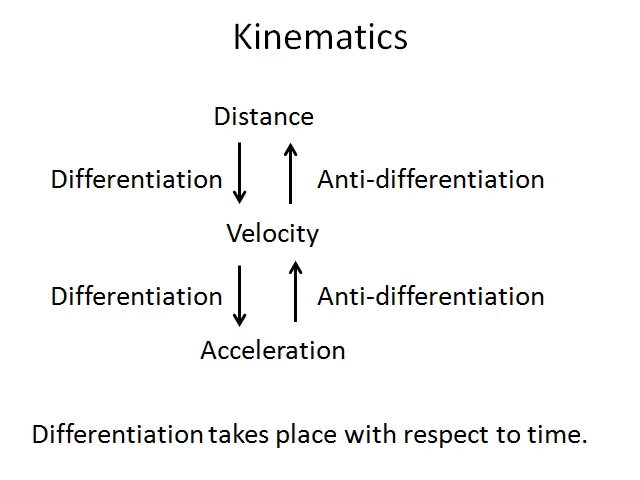 Kinematics
Distance
Differentiation
Anti-differentiation
Velocity
Differentiation
Anti-differentiation
Acceleration
Differentiation takes place with respect to time.